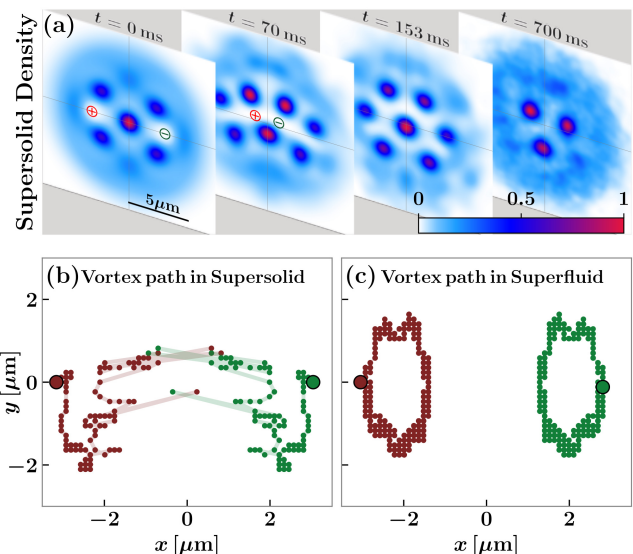 (a)
t = 0 ms
t = 70 ms
t = 153 ms
t = 700 ms
Supersolid Density
⊕
⊖
⊕
⊖
5μm
0 0.5 1
(b) Vortex path in Supersolid
(c) Vortex path in Superfluid
2
0
−2
y [μm]
−2 0 2
−2 0 2
x [μm]
x [μm]